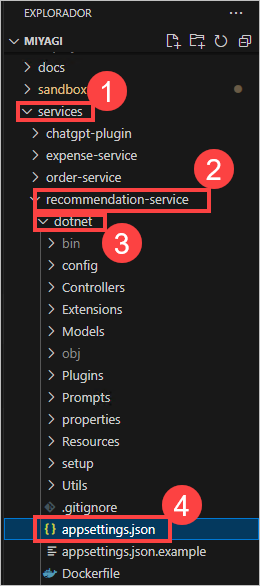 EXPLORADOR
MIYAGI
docs
sandbox
1
services
chatgpt-plugin
expense-service
order-service
2
recommendation-service
dotnet
3
bin
config
Controllers
Extensions
Models
obj
Plugins
Prompts
properties
Resources
setup
Utils
4
.gitignore
{} appsettings.json
appsettings.json.example
Dockerfile